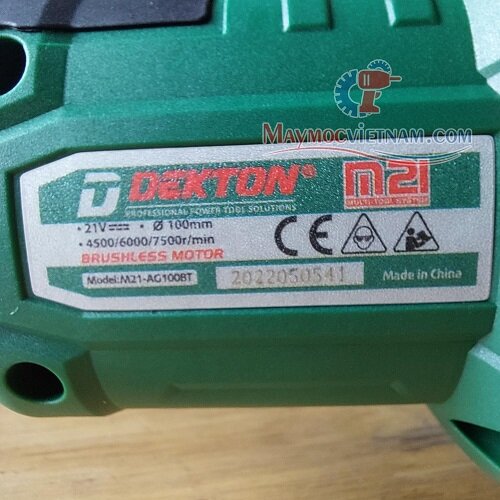 MAYMOCVIETNAM.COM
DEKTON®
PROFESSIONAL POWER TOOL SOLUTIONS
M21
MULTI TOOL SYSTEM
• 21V⎓ • Ø 100mm
• 4500/6000/7500r/min
BRUSHLESS MOTOR
CE
Model:M21-AG100BT
2022050541
Made in China